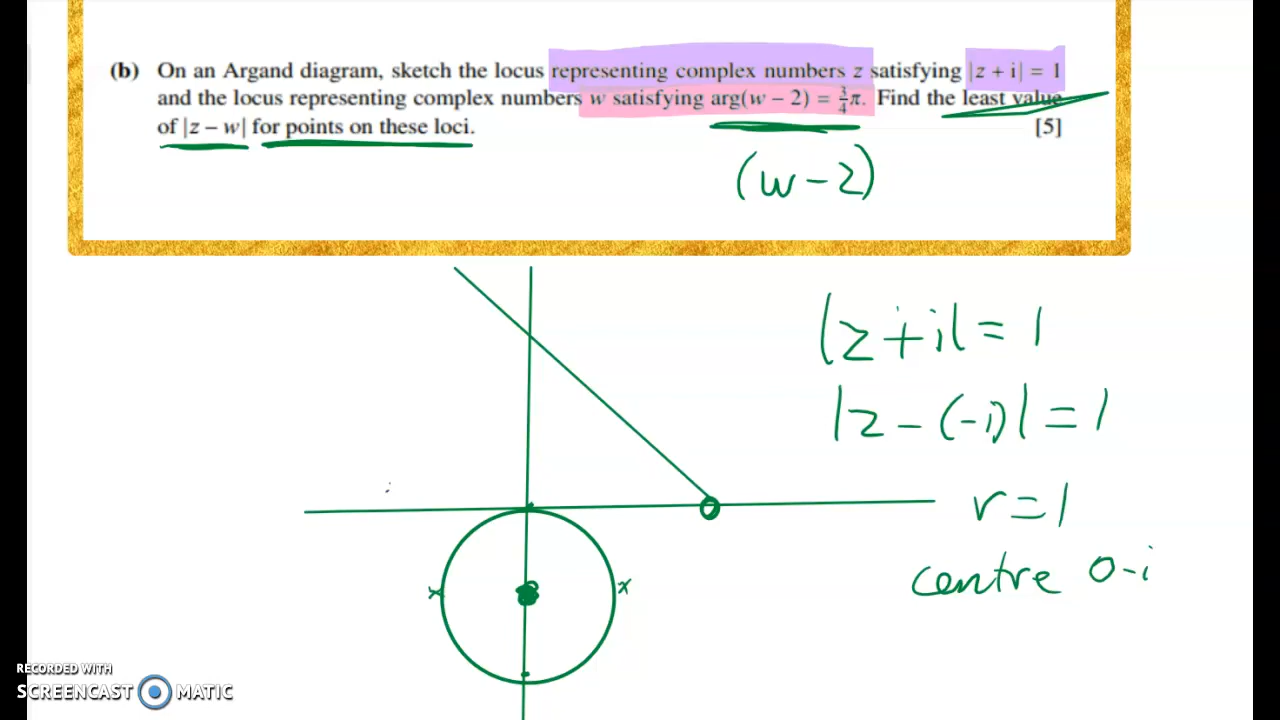 (b) On an Argand diagram, sketch the locus representing complex numbers z satisfying |z + i| = 1
and the locus representing complex numbers w satisfying arg(w − 2) = ¾π. Find the least value
of |z − w| for points on these loci. [5]
(w − 2)
|z + i| = 1
|z − (−i)| = 1
r = 1
centre 0-i
RECORDED WITH
SCREENCAST MATIC